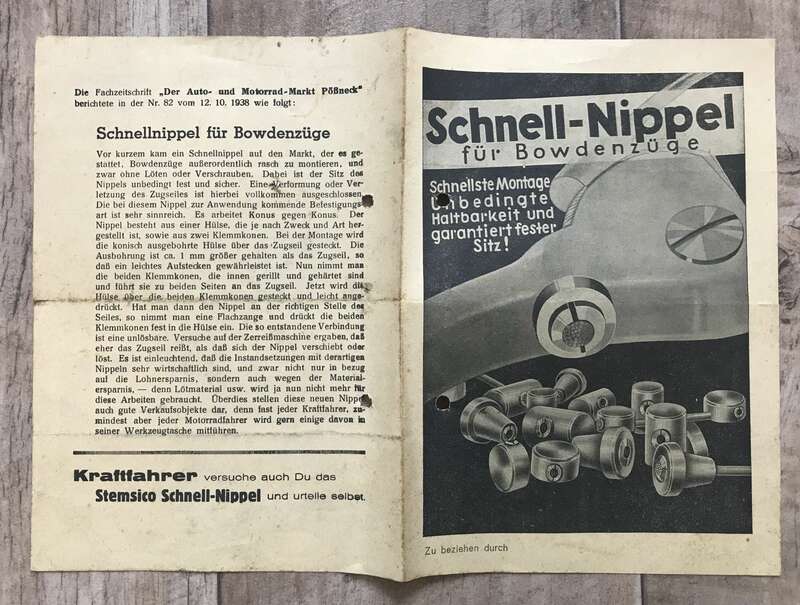 Die Fachzeitschrift „Der Auto- und Motorrad-Markt Pößneck"
berichtete in der Nr. 82 vom 12. 10. 1938 wie folgt:
Schnellnippel für Bowdenzüge
Vor kurzem kam ein Schnellnippel auf den Markt, der es ge-
stattet, Bowdenzüge außerordentlich rasch zu montieren, und
zwar ohne Löten oder Verschrauben. Dabei ist der Sitz des
Nippels unbedingt fest und sicher. Eine Verformung oder Ver-
letzung des Zugseiles ist hierbei vollkommen ausgeschlossen.
Die bei diesem Nippel zur Anwendung kommende Befestigungs-
art ist sehr sinnreich. Es arbeitet Konus gegen Konus. Der
Nippel besteht aus einer Hülse, die je nach Zweck und Art her-
gestellt ist, sowie aus zwei Klemmkonen. Bei der Montage wird
die konisch ausgebohrte Hülse über das Zugseil gesteckt. Die
Ausbohrung ist ca. 1 mm größer gehalten als das Zugseil, so
daß ein leichtes Aufstecken gewährleistet ist. Nun nimmt man
die beiden Klemmkonen, die innen gerillt und gehärtet sind
und führt sie zu beiden Seiten an das Zugseil. Jetzt wird die
Hülse über die beiden Klemmkonen gesteckt und leicht ange-
drückt. Hat man dann den Nippel an der richtigen Stelle des
Seiles, so nimmt man eine Flachzange und drückt die beiden
Klemmkonen fest in die Hülse ein. Die so entstandene Verbindung
ist eine unlösbare. Versuche auf der Zerreißmaschine ergaben, daß
eher das Zugseil reißt, als daß sich der Nippel verschiebt oder
löst. Es ist einleuchtend, daß die Instandsetzungen mit derartigen
Nippeln sehr wirtschaftlich sind, und zwar nicht nur in bezug
auf die Lohnersparnis, sondern auch wegen der Material-
ersparnis, — denn Lötmaterial usw. wird ja nun nicht mehr für
diese Arbeiten gebraucht. Überdies stellen diese neuen Nippel
auch gute Verkaufsobjekte dar, denn fast jeder Kraftfahrer, zu-
mindest aber jeder Motorradfahrer wird gern einige davon in
seiner Werkzeugtasche mitführen.
Kraftfahrer versuche auch Du das
Stemsico Schnell-Nippel und urteile selbst.
Schnell-Nippel
für Bowdenzüge
Schnellste Montage
Unbedingte
Haltbarkeit und
garantiert fester
Sitz!
Zu beziehen durch